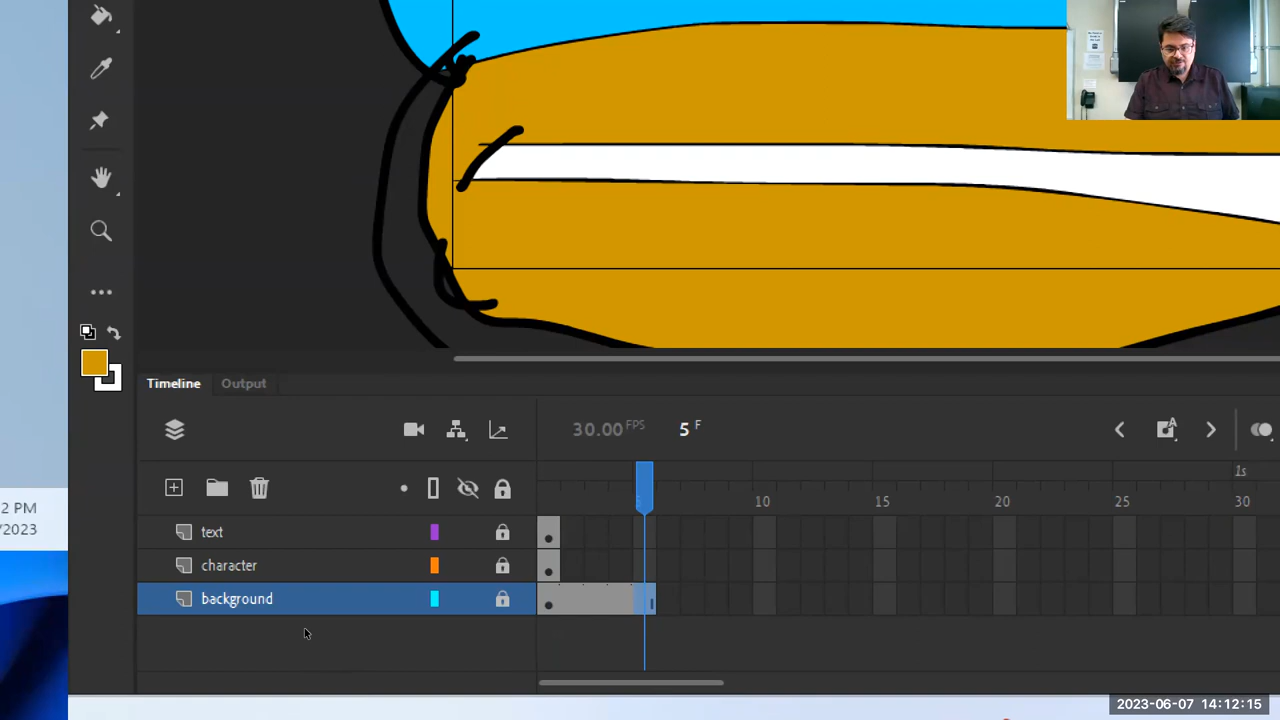 Timeline Output
30.00 FPS 5 F
1s
5 10 15 20 25 30
text
character
background
2 PM
/2023
2023-06-07 14:12:15